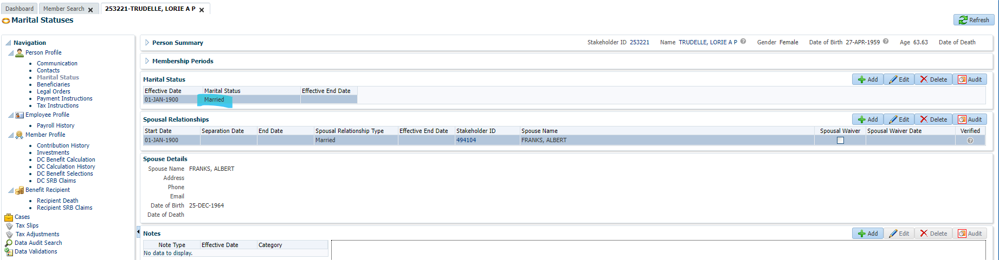 Dashboard Member Search 253221-TRUDELLE, LORIE A P
Marital Statuses
Refresh
Navigation
Person Profile
Communication
Contacts
Marital Status
Beneficiaries
Legal Orders
Payment Instructions
Tax Instructions
Employee Profile
Payroll History
Member Profile
Contribution History
Investments
DC Benefit Calculation
DC Calculation History
DC Benefit Selections
DC SRB Claims
Benefit Recipient
Recipient Death
Recipient SRB Claims
Cases
Tax Slips
Tax Adjustments
Data Audit Search
Data Validations
Person Summary Stakeholder ID 253221 Name TRUDELLE, LORIE A P Gender Female Date of Birth 27-APR-1959 Age 63.63 Date of Death
Membership Periods
Marital Status Add Edit Delete Audit
Effective Date Marital Status Effective End Date
01-JAN-1900 Married
Spousal Relationships Add Edit Delete Audit
Start Date Separation Date End Date Spousal Relationship Type Effective End Date Stakeholder ID Spouse Name Spousal Waiver Spousal Waiver Date Verified
01-JAN-1900 Married 494104 FRANKS, ALBERT
Spouse Details
Spouse Name FRANKS, ALBERT
Address
Phone
Email
Date of Birth 25-DEC-1964
Date of Death
Notes Add Edit Delete Audit
Note Type Effective Date Category
No data to display.